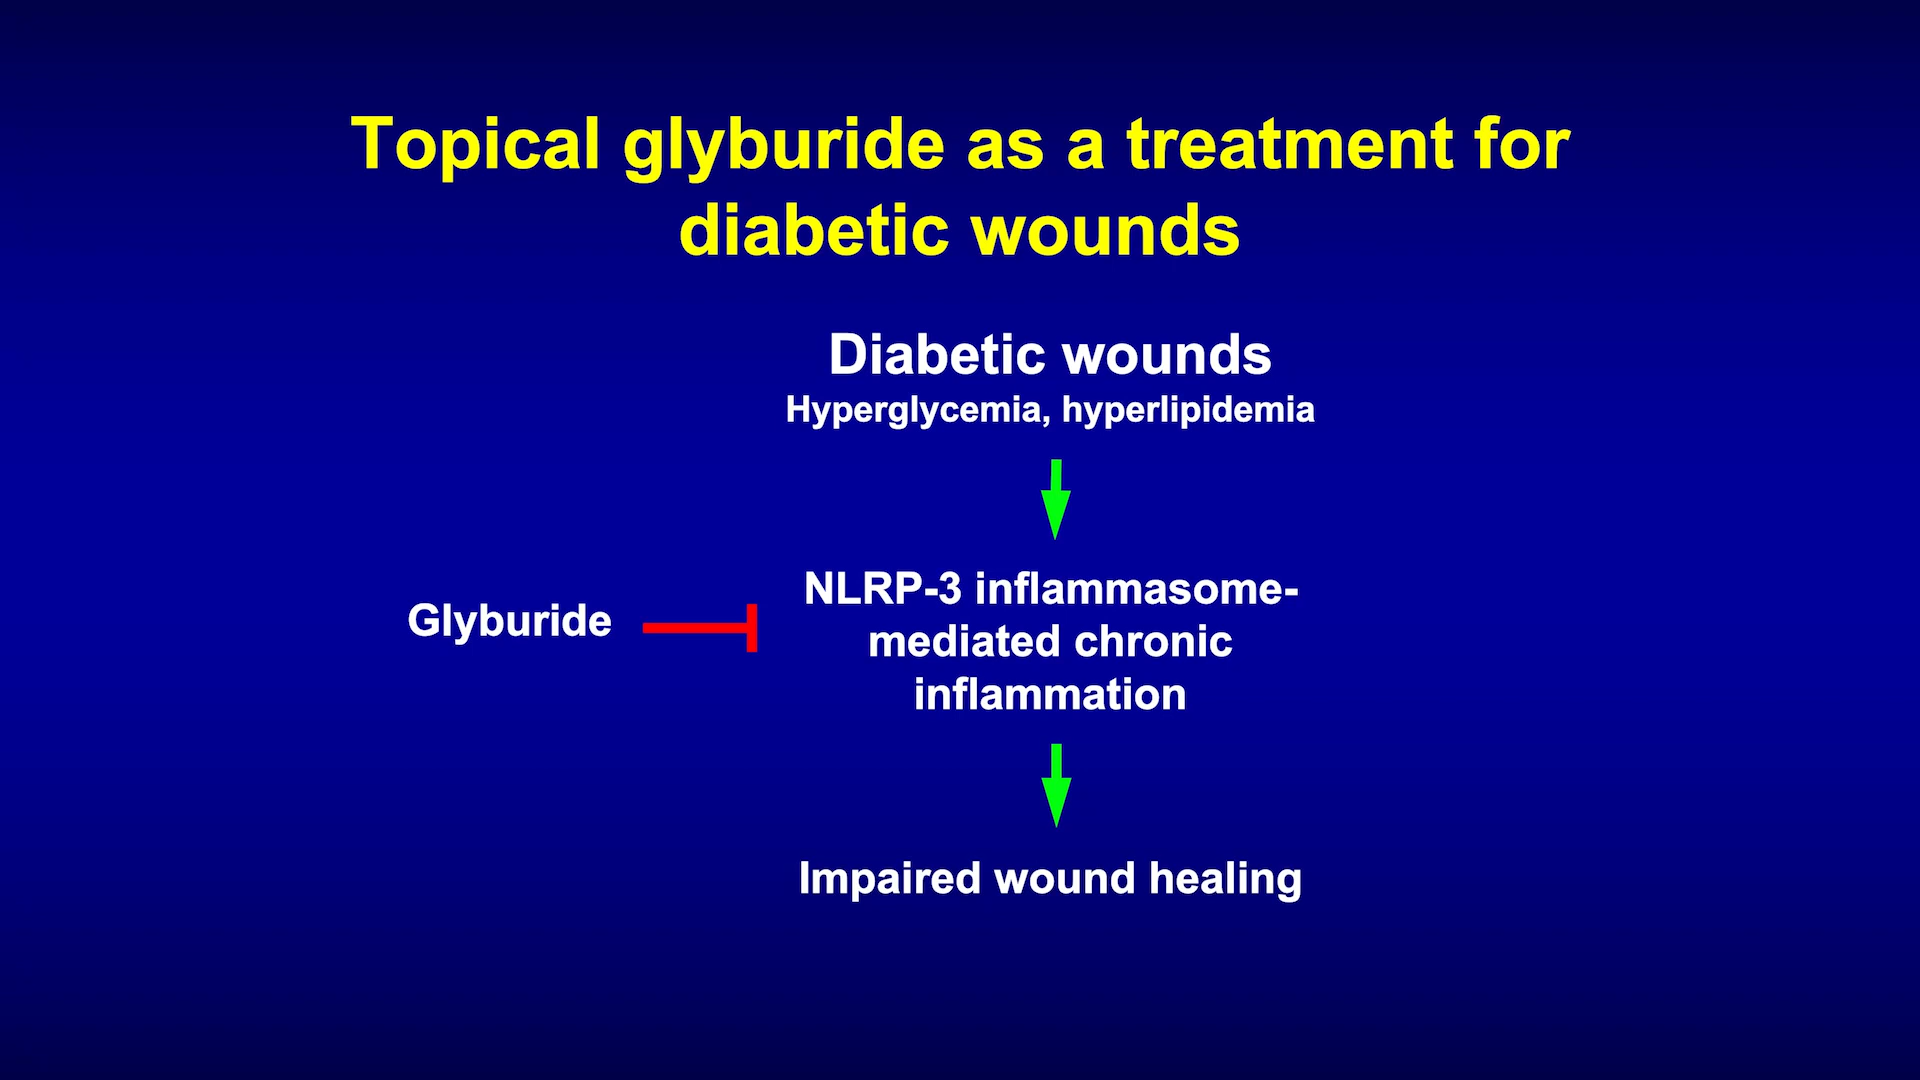 Topical glyburide as a treatment for
diabetic wounds
Diabetic wounds
Hyperglycemia, hyperlipidemia
Glyburide
NLRP-3 inflammasome-
mediated chronic
inflammation
Impaired wound healing